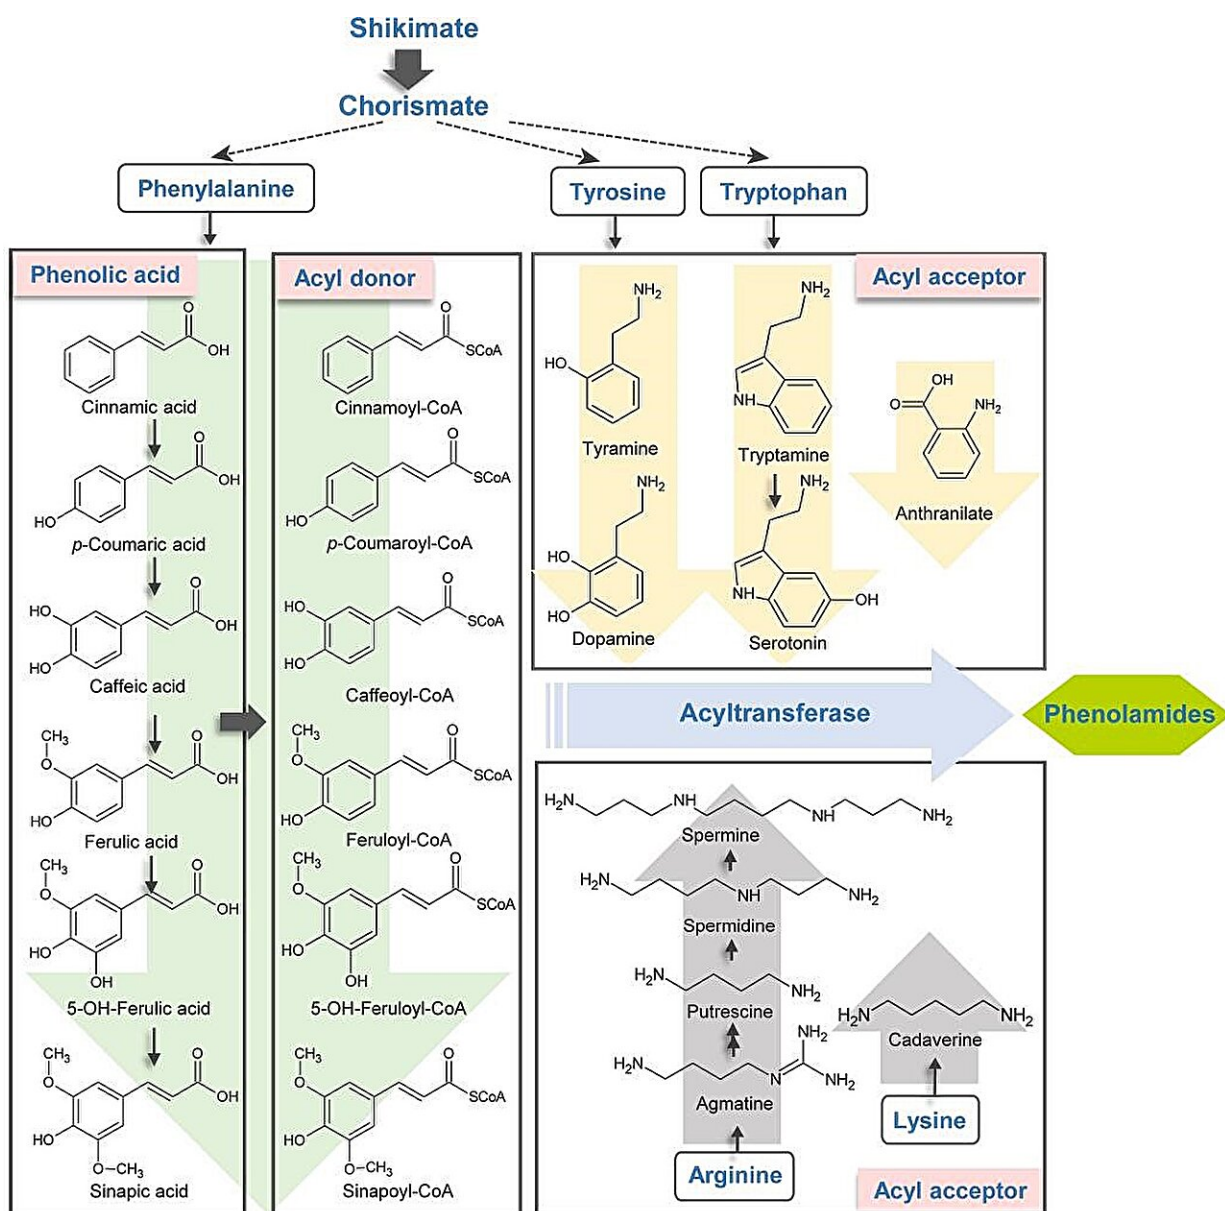 Shikimate
Chorismate
Phenylalanine
Tyrosine
Tryptophan
Phenolic acid
O
OH
Cinnamic acid
O
OH
HO
p-Coumaric acid
O
HO
OH
HO
Caffeic acid
CH3
O
O
OH
HO
Ferulic acid
CH3
O
O
OH
HO
OH
5-OH-Ferulic acid
CH3
O
O
OH
HO
O-CH3
Sinapic acid
Acyl donor
O
SCoA
Cinnamoyl-CoA
O
SCoA
HO
p-Coumaroyl-CoA
O
HO
SCoA
HO
Caffeoyl-CoA
CH3
O
O
SCoA
HO
Feruloyl-CoA
CH3
O
O
SCoA
HO
OH
5-OH-Feruloyl-CoA
CH3
O
O
SCoA
HO
O-CH3
Sinapoyl-CoA
Acyl acceptor
NH2
HO
Tyramine
NH2
HO
HO
Dopamine
NH2
NH
Tryptamine
NH2
NH
OH
Serotonin
OH
O
NH2
Anthranilate
Acyltransferase
Phenolamides
H2N
NH
NH
NH2
Spermine
H2N
NH
NH2
Spermidine
H2N
NH2
Putrescine
NH2
H2N
N
NH2
Agmatine
Arginine
H2N
NH2
Cadaverine
Lysine
Acyl acceptor